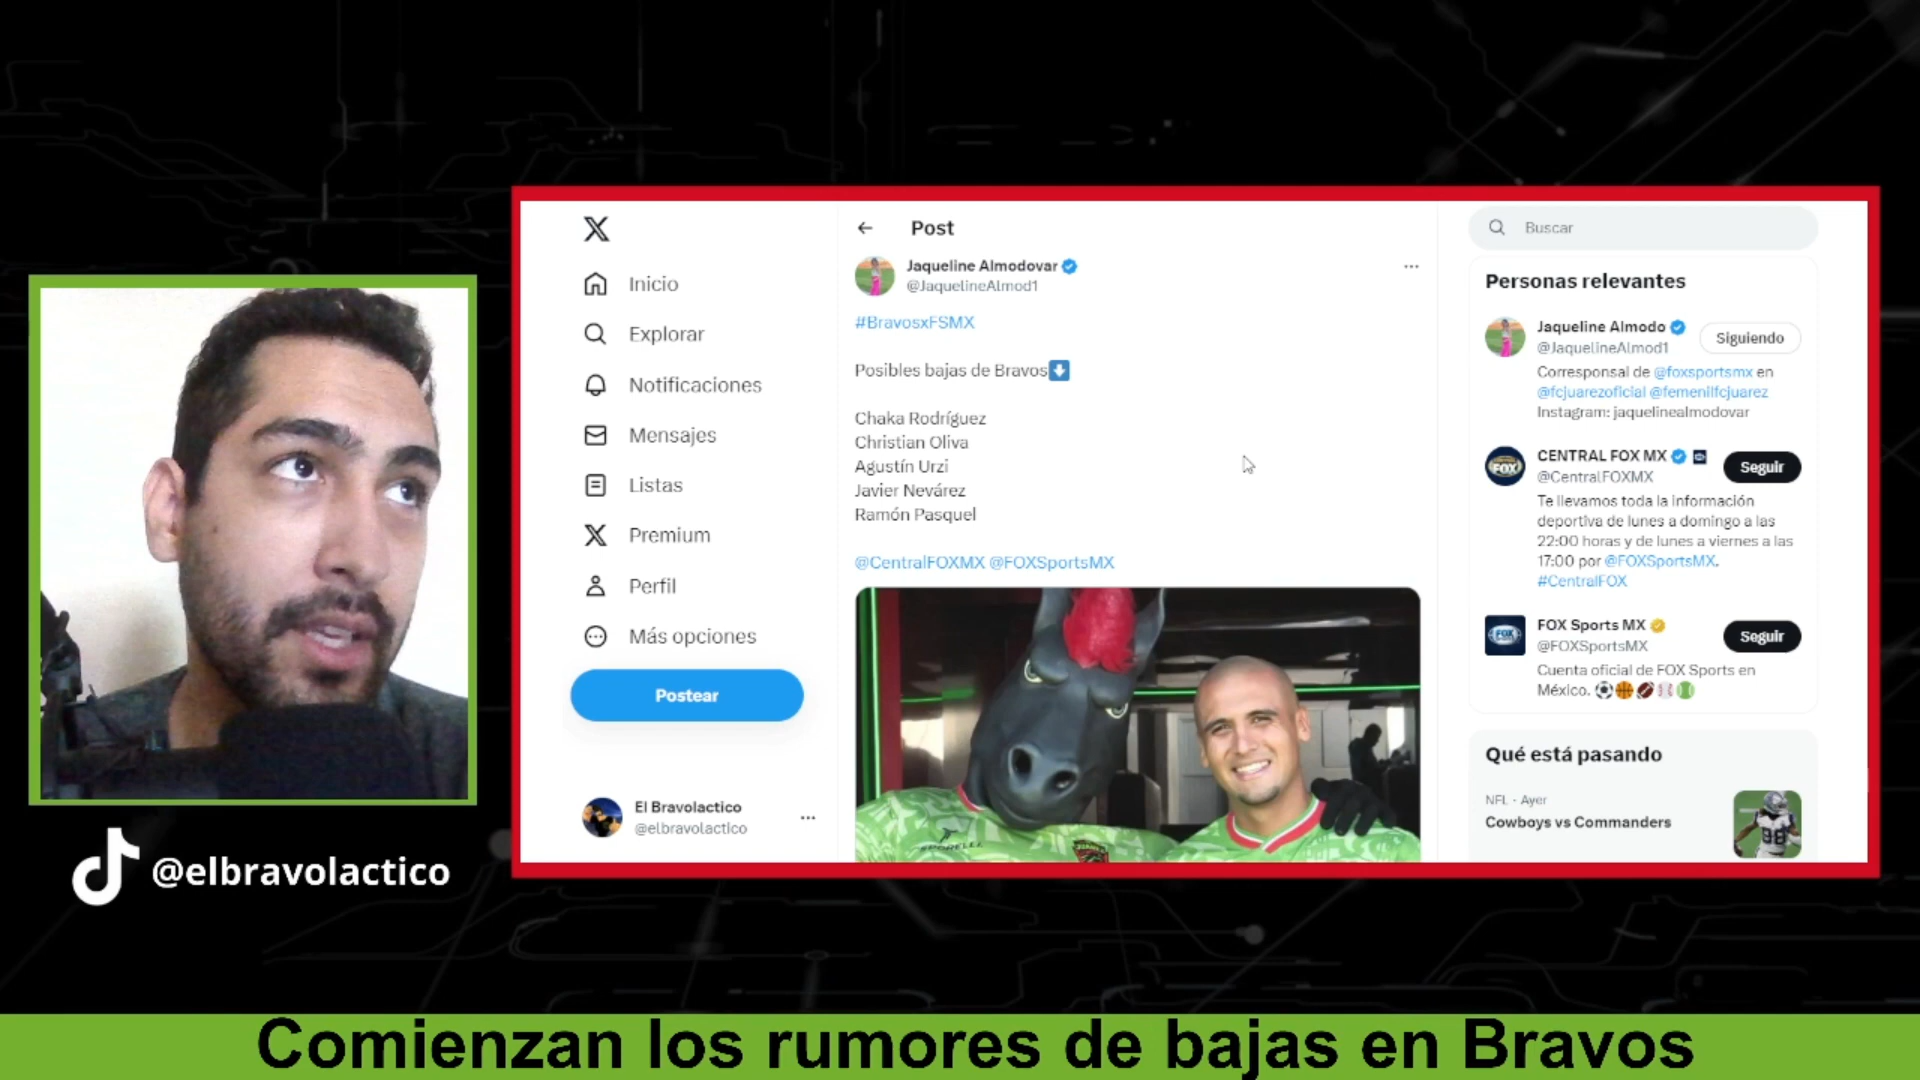 Inicio
Explorar
Notificaciones
Mensajes
Listas
Premium
Perfil
Más opciones
Postear
El Bravolactico
@elbravolactico
Post
Jaqueline Almodovar
@JaquelineAlmod1
#BravosxFSMX
Posibles bajas de Bravos
Chaka Rodríguez
Christian Oliva
Agustín Urzi
Javier Nevárez
Ramón Pasquel
@CentralFOXMX @FOXSportsMX
Buscar
Personas relevantes
Jaqueline Almodo
@JaquelineAlmod1
Siguiendo
Corresponsal de @foxsportsmx en
@fcjuarezoficial @femenilfcjuarez
Instagram: jaquelinealmodovar
CENTRAL FOX MX
@CentralFOXMX
Seguir
Te llevamos toda la información
deportiva de lunes a domingo a las
22:00 horas y de lunes a viernes a las
17:00 por @FOXSportsMX.
#CentralFOX
FOX Sports MX
@FOXSportsMX
Seguir
Cuenta oficial de FOX Sports en
México.
Qué está pasando
NFL · Ayer
Cowboys vs Commanders
@elbravolactico
Comienzan los rumores de bajas en Bravos